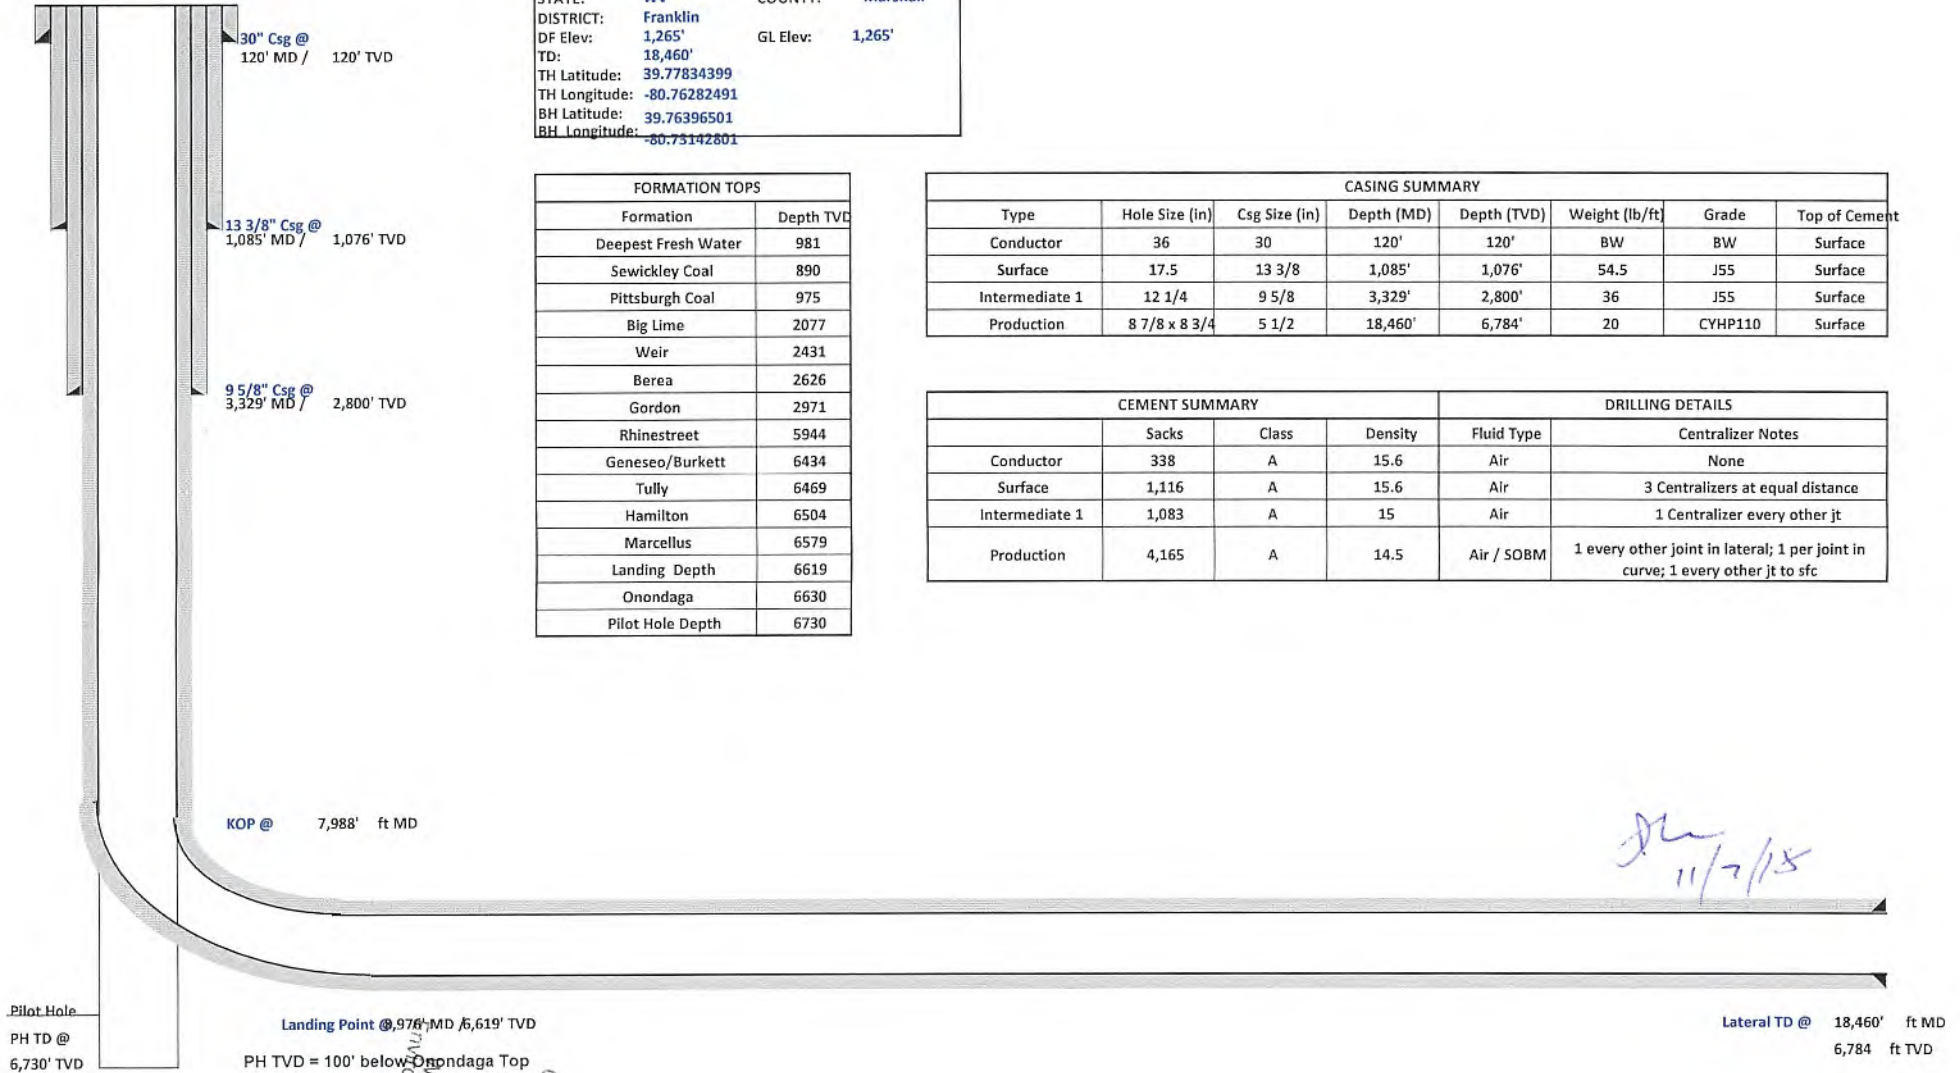 DISTRICT: Franklin
DF Elev: 1,265' GL Elev: 1,265'
TD: 18,460'
TH Latitude: 39.77834399
TH Longitude: -80.76282491
BH Latitude: 39.76396501
BH Longitude: -80.73142801
30" Csg @
120' MD / 120' TVD
13 3/8" Csg @
1,085' MD / 1,076' TVD
9 5/8" Csg @
3,329' MD / 2,800' TVD
FORMATION TOPS
Formation Depth TVD
Deepest Fresh Water 981
Sewickley Coal 890
Pittsburgh Coal 975
Big Lime 2077
Weir 2431
Berea 2626
Gordon 2971
Rhinestreet 5944
Geneseo/Burkett 6434
Tully 6469
Hamilton 6504
Marcellus 6579
Landing Depth 6619
Onondaga 6630
Pilot Hole Depth 6730
CASING SUMMARY
Type Hole Size (in) Csg Size (in) Depth (MD) Depth (TVD) Weight (lb/ft) Grade Top of Cement
Conductor 36 30 120' 120' BW BW Surface
Surface 17.5 13 3/8 1,085' 1,076' 54.5 J55 Surface
Intermediate 1 12 1/4 9 5/8 3,329' 2,800' 36 J55 Surface
Production 8 7/8 x 8 3/4 5 1/2 18,460' 6,784' 20 CYHP110 Surface
CEMENT SUMMARY DRILLING DETAILS
Sacks Class Density Fluid Type Centralizer Notes
Conductor 338 A 15.6 Air None
Surface 1,116 A 15.6 Air 3 Centralizers at equal distance
Intermediate 1 1,083 A 15 Air 1 Centralizer every other jt
Production 4,165 A 14.5 Air / SOBM 1 every other joint in lateral; 1 per joint in
curve; 1 every other jt to sfc
KOP @ 7,988' ft MD
11/7/15
Pilot Hole
PH TD @
6,730' TVD
Landing Point @ ,976' MD / 6,619' TVD
PH TVD = 100' below Onondaga Top
Lateral TD @ 18,460' ft MD
6,784 ft TVD